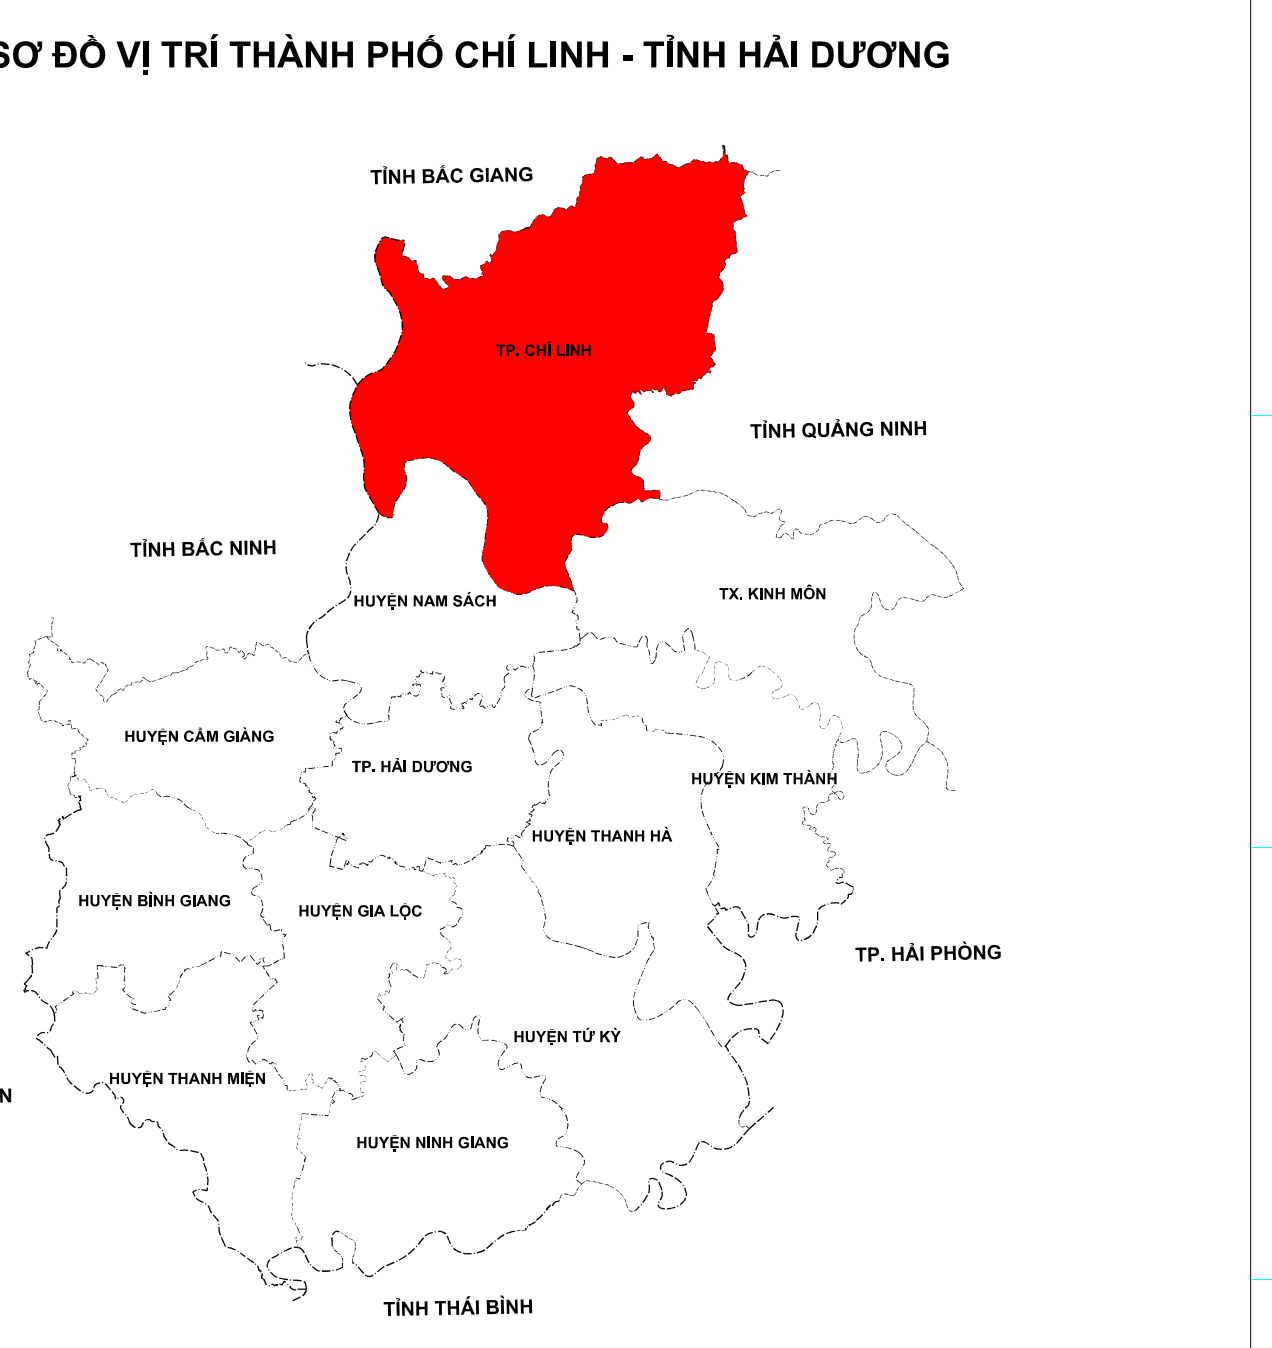 SƠ ĐỒ VỊ TRÍ THÀNH PHỐ CHÍ LINH - TỈNH HẢI DƯƠNG
TỈNH BẮC GIANG
TP. CHÍ LINH
TỈNH QUẢNG NINH
TỈNH BẮC NINH
HUYỆN NAM SÁCH
TX. KINH MÔN
HUYỆN CẨM GIÀNG
TP. HẢI DƯƠNG
HUYỆN KIM THÀNH
HUYỆN THANH HÀ
HUYỆN BÌNH GIANG
HUYỆN GIA LỘC
TP. HẢI PHÒNG
HUYỆN TỨ KỲ
HUYỆN THANH MIỆN
N
HUYỆN NINH GIANG
TỈNH THÁI BÌNH